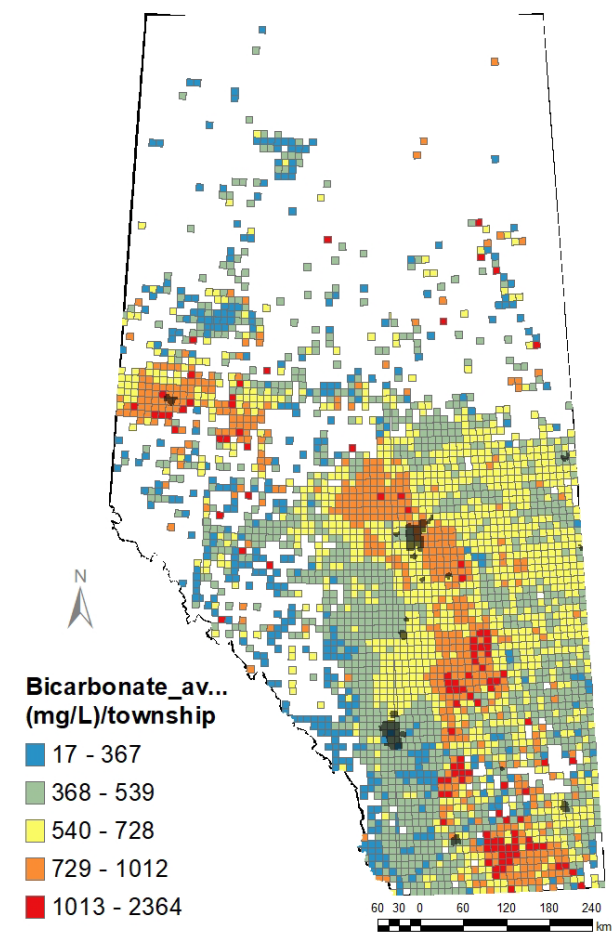 N
Bicarbonate_av...
(mg/L)/township
17 - 367
368 - 539
540 - 728
729 - 1012
1013 - 2364
60 30 0 60 120 180 240
km